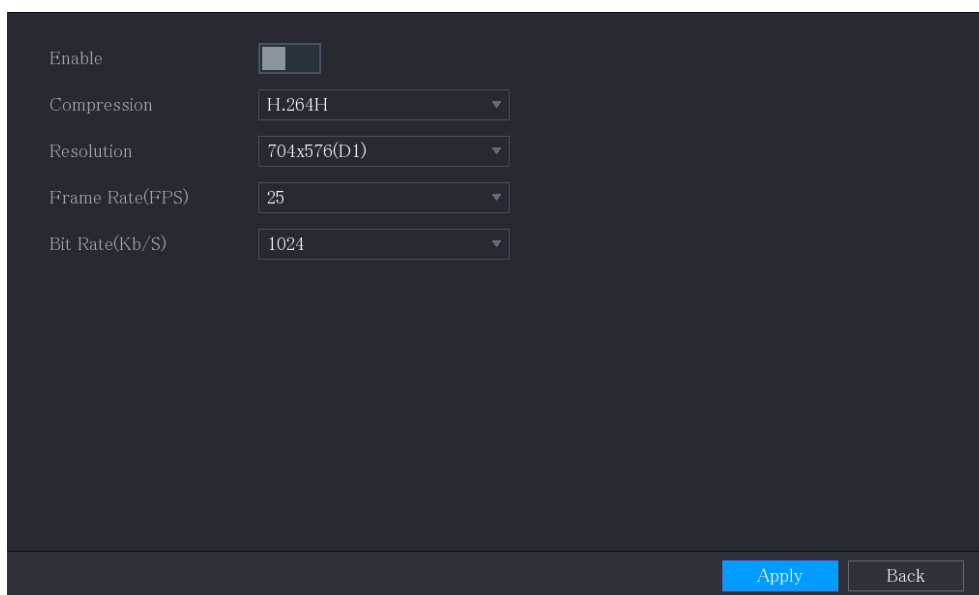 Enable
Compression H.264H
Resolution 704x576(D1)
Frame Rate(FPS) 25
Bit Rate(Kb/S) 1024
Apply Back